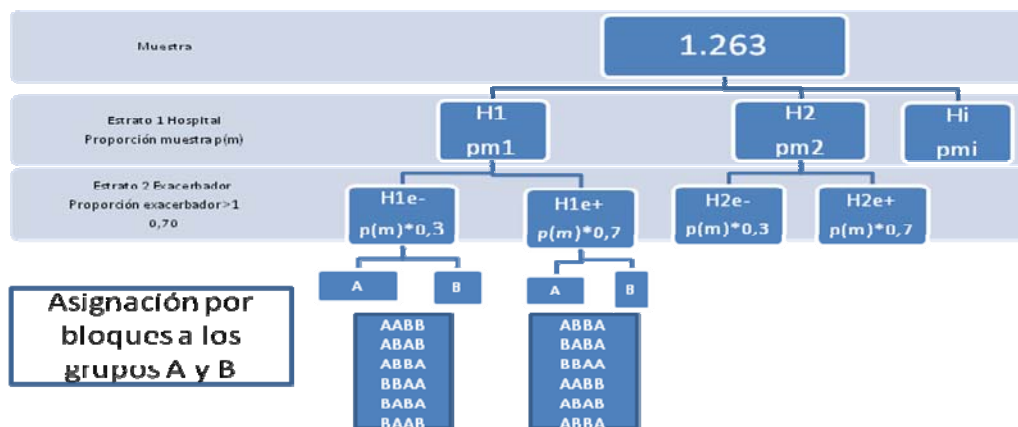 Muestra
1.263
Estrato 1 Hospital
Proporción muestra p(m)
H1
pm1
H2
pm2
Hi
pmi
Estrato 2 Exacerbador
Proporción exacerbador>1
0,70
H1e-
p(m)*0,3
H1e+
p(m)*0,7
H2e-
p(m)*0,3
H2e+
p(m)*0,7
A
B
A
B
Asignación por
bloques a los
grupos A y B
AABB
ABAB
ABBA
BBAA
BABA
BAAB
ABBA
BABA
BBAA
AABB
ABAB
ABBA